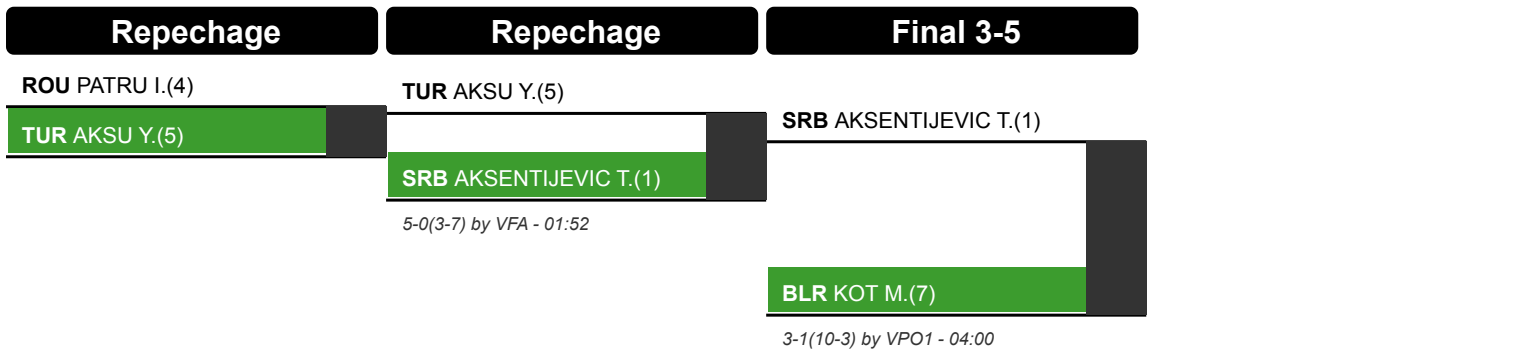 Repechage
ROU PATRU I.(4)
TUR AKSU Y.(5)
Repechage
TUR AKSU Y.(5)
SRB AKSENTIJEVIC T.(1)
5-0(3-7) by VFA - 01:52
Final 3-5
SRB AKSENTIJEVIC T.(1)
BLR KOT M.(7)
3-1(10-3) by VPO1 - 04:00